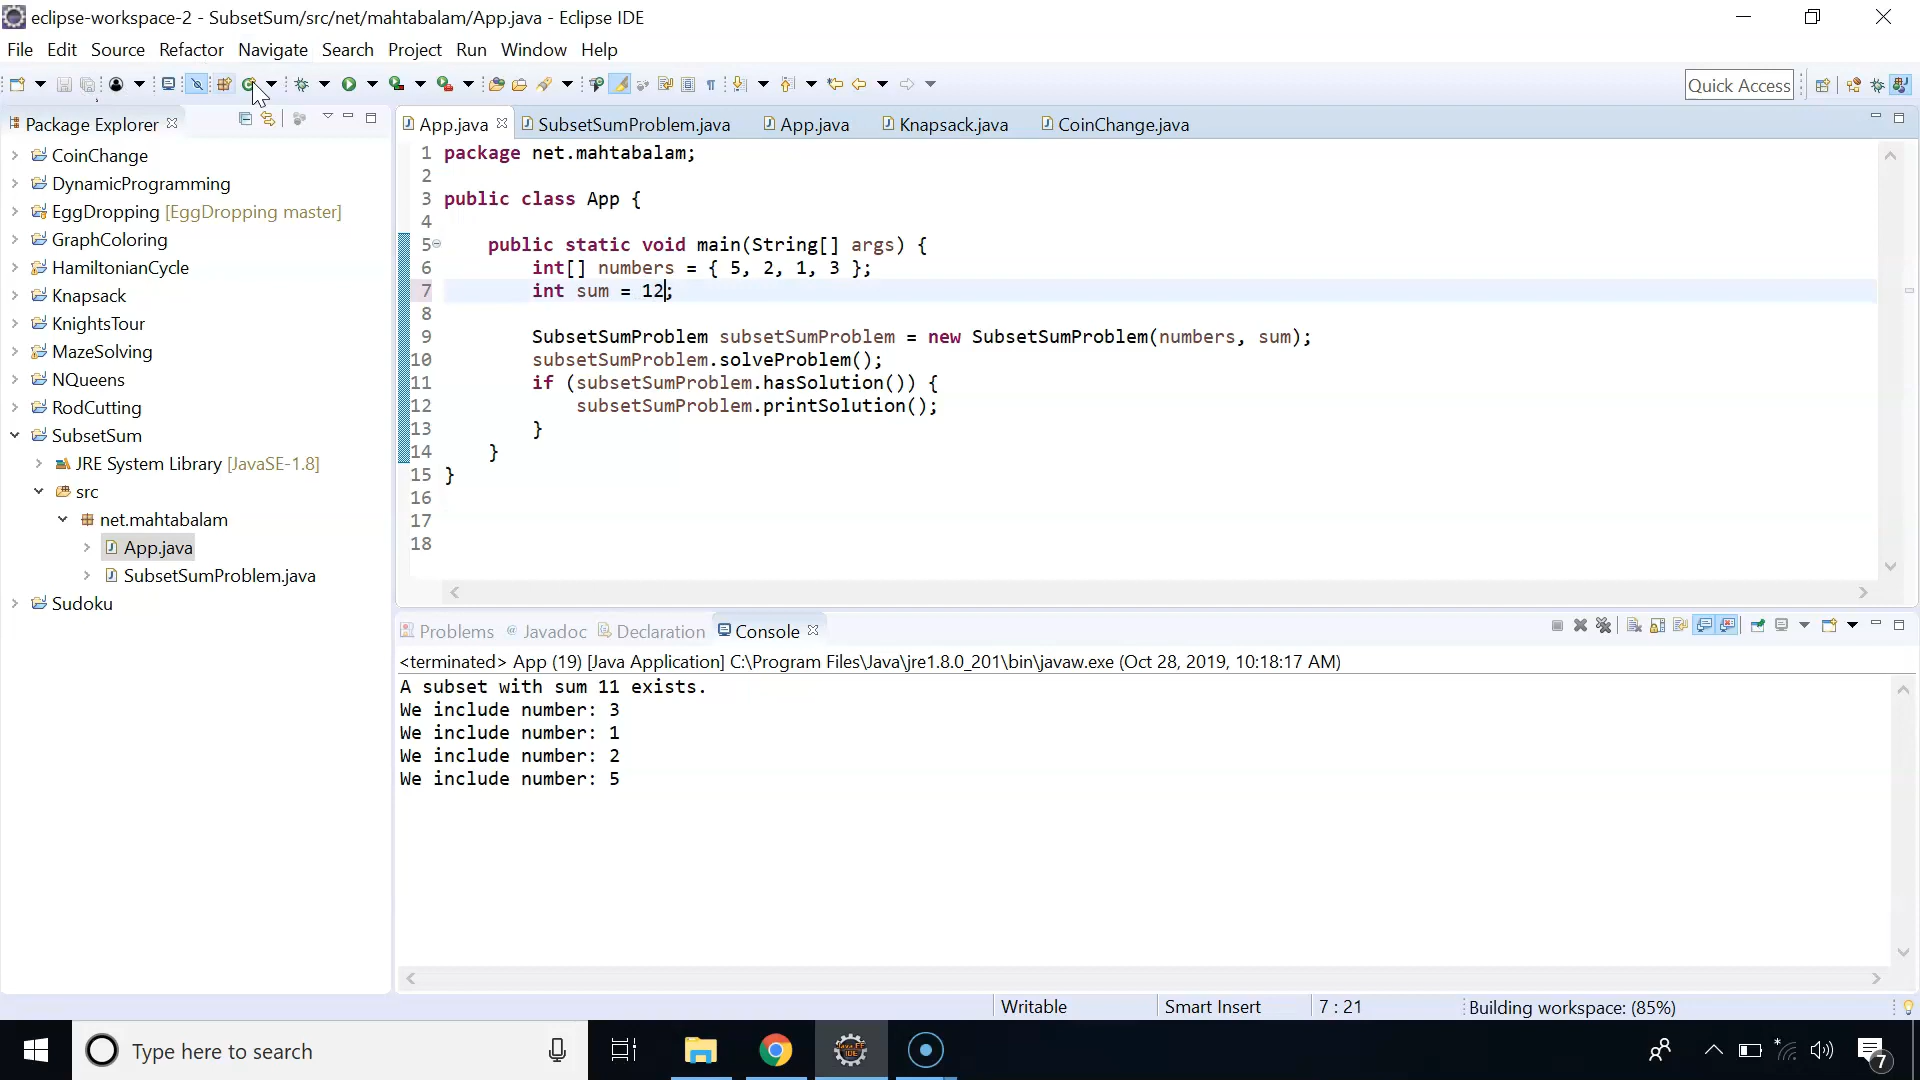 eclipse-workspace-2 - SubsetSum/src/net/mahtabalam/App.java - Eclipse IDE
File Edit Source Refactor Navigate Search Project Run Window Help
Quick Access
Package Explorer
CoinChange
DynamicProgramming
EggDropping [EggDropping master]
GraphColoring
HamiltonianCycle
Knapsack
KnightsTour
MazeSolving
NQueens
RodCutting
SubsetSum
JRE System Library [JavaSE-1.8]
src
net.mahtabalam
App.java
SubsetSumProblem.java
Sudoku
App.java SubsetSumProblem.java App.java Knapsack.java CoinChange.java
1 package net.mahtabalam;
2
3 public class App {
4
5 public static void main(String[] args) {
6 int[] numbers = { 5, 2, 1, 3 };
7 int sum = 12;
8
9 SubsetSumProblem subsetSumProblem = new SubsetSumProblem(numbers, sum);
10 subsetSumProblem.solveProblem();
11 if (subsetSumProblem.hasSolution()) {
12 subsetSumProblem.printSolution();
13 }
14 }
15 }
16
17
18
Problems Javadoc Declaration Console
<terminated> App (19) [Java Application] C:\Program Files\Java\jre1.8.0_201\bin\javaw.exe (Oct 28, 2019, 10:18:17 AM)
A subset with sum 11 exists.
We include number: 3
We include number: 1
We include number: 2
We include number: 5
Writable Smart Insert 7 : 21 Building workspace: (85%)
Type here to search
7